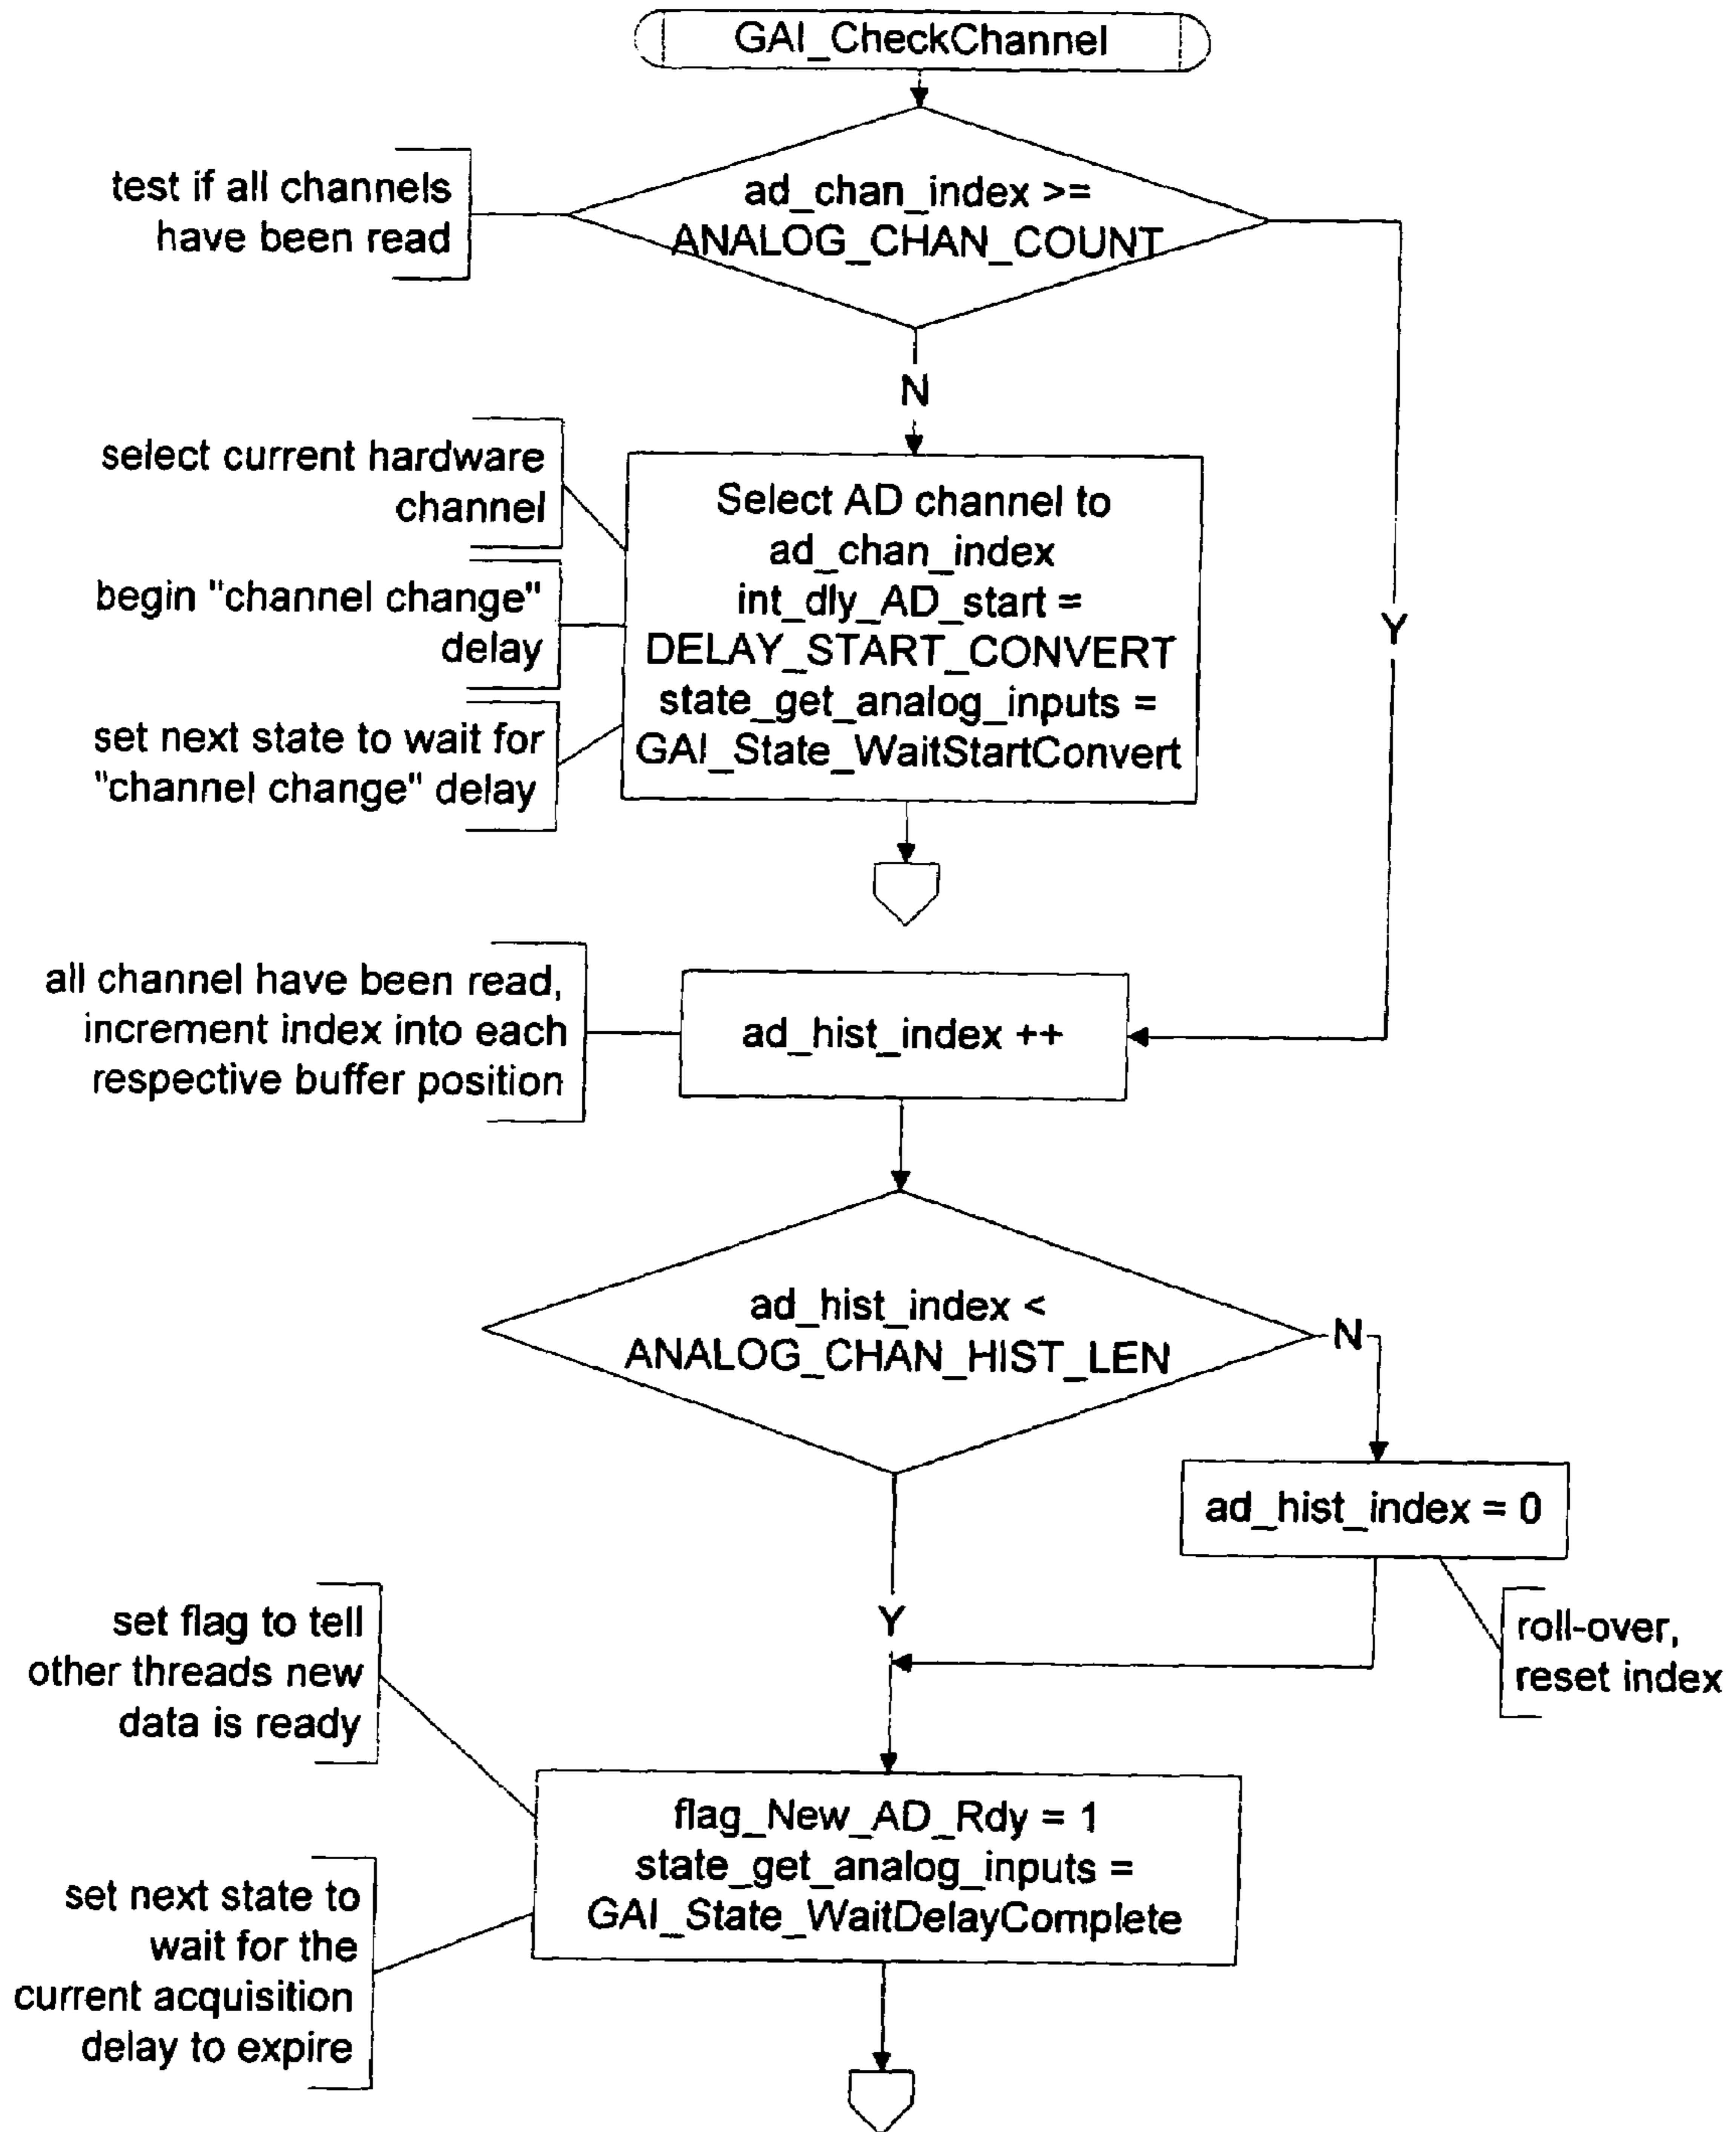 GAI_CheckChannel
test if all channels
have been read
ad_chan_index >=
ANALOG_CHAN_COUNT
N
Y
select current hardware
channel
begin "channel change"
delay
set next state to wait for
"channel change" delay
Select AD channel to
ad_chan_index
int_dly_AD_start =
DELAY_START_CONVERT
state_get_analog_inputs =
GAI_State_WaitStartConvert
all channel have been read,
increment index into each
respective buffer position
ad_hist_index ++
ad_hist_index <
ANALOG_CHAN_HIST_LEN
N
ad_hist_index = 0
Y
roll-over,
reset index
set flag to tell
other threads new
data is ready
set next state to
wait for the
current acquisition
delay to expire
flag_New_AD_Rdy = 1
state_get_analog_inputs =
GAI_State_WaitDelayComplete